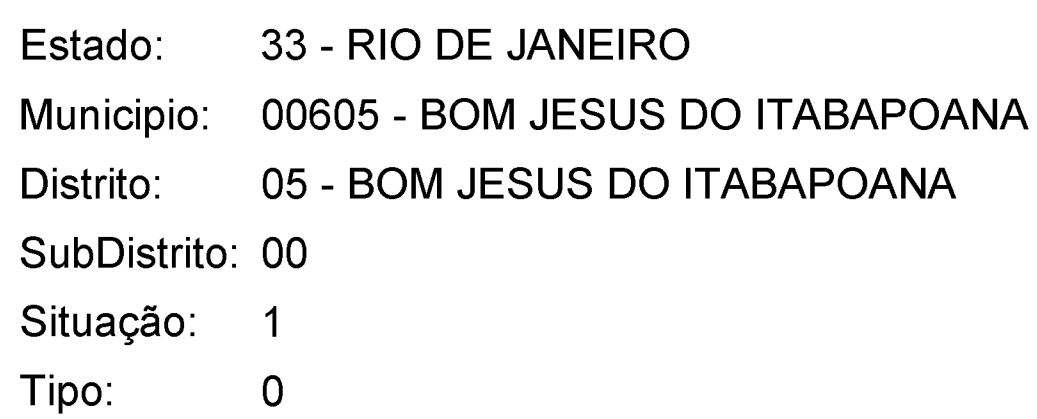 Estado: 33 - RIO DE JANEIRO
Municipio: 00605 - BOM JESUS DO ITABAPOANA
Distrito: 05 - BOM JESUS DO ITABAPOANA
SubDistrito: 00
Situação: 1
Tipo: 0